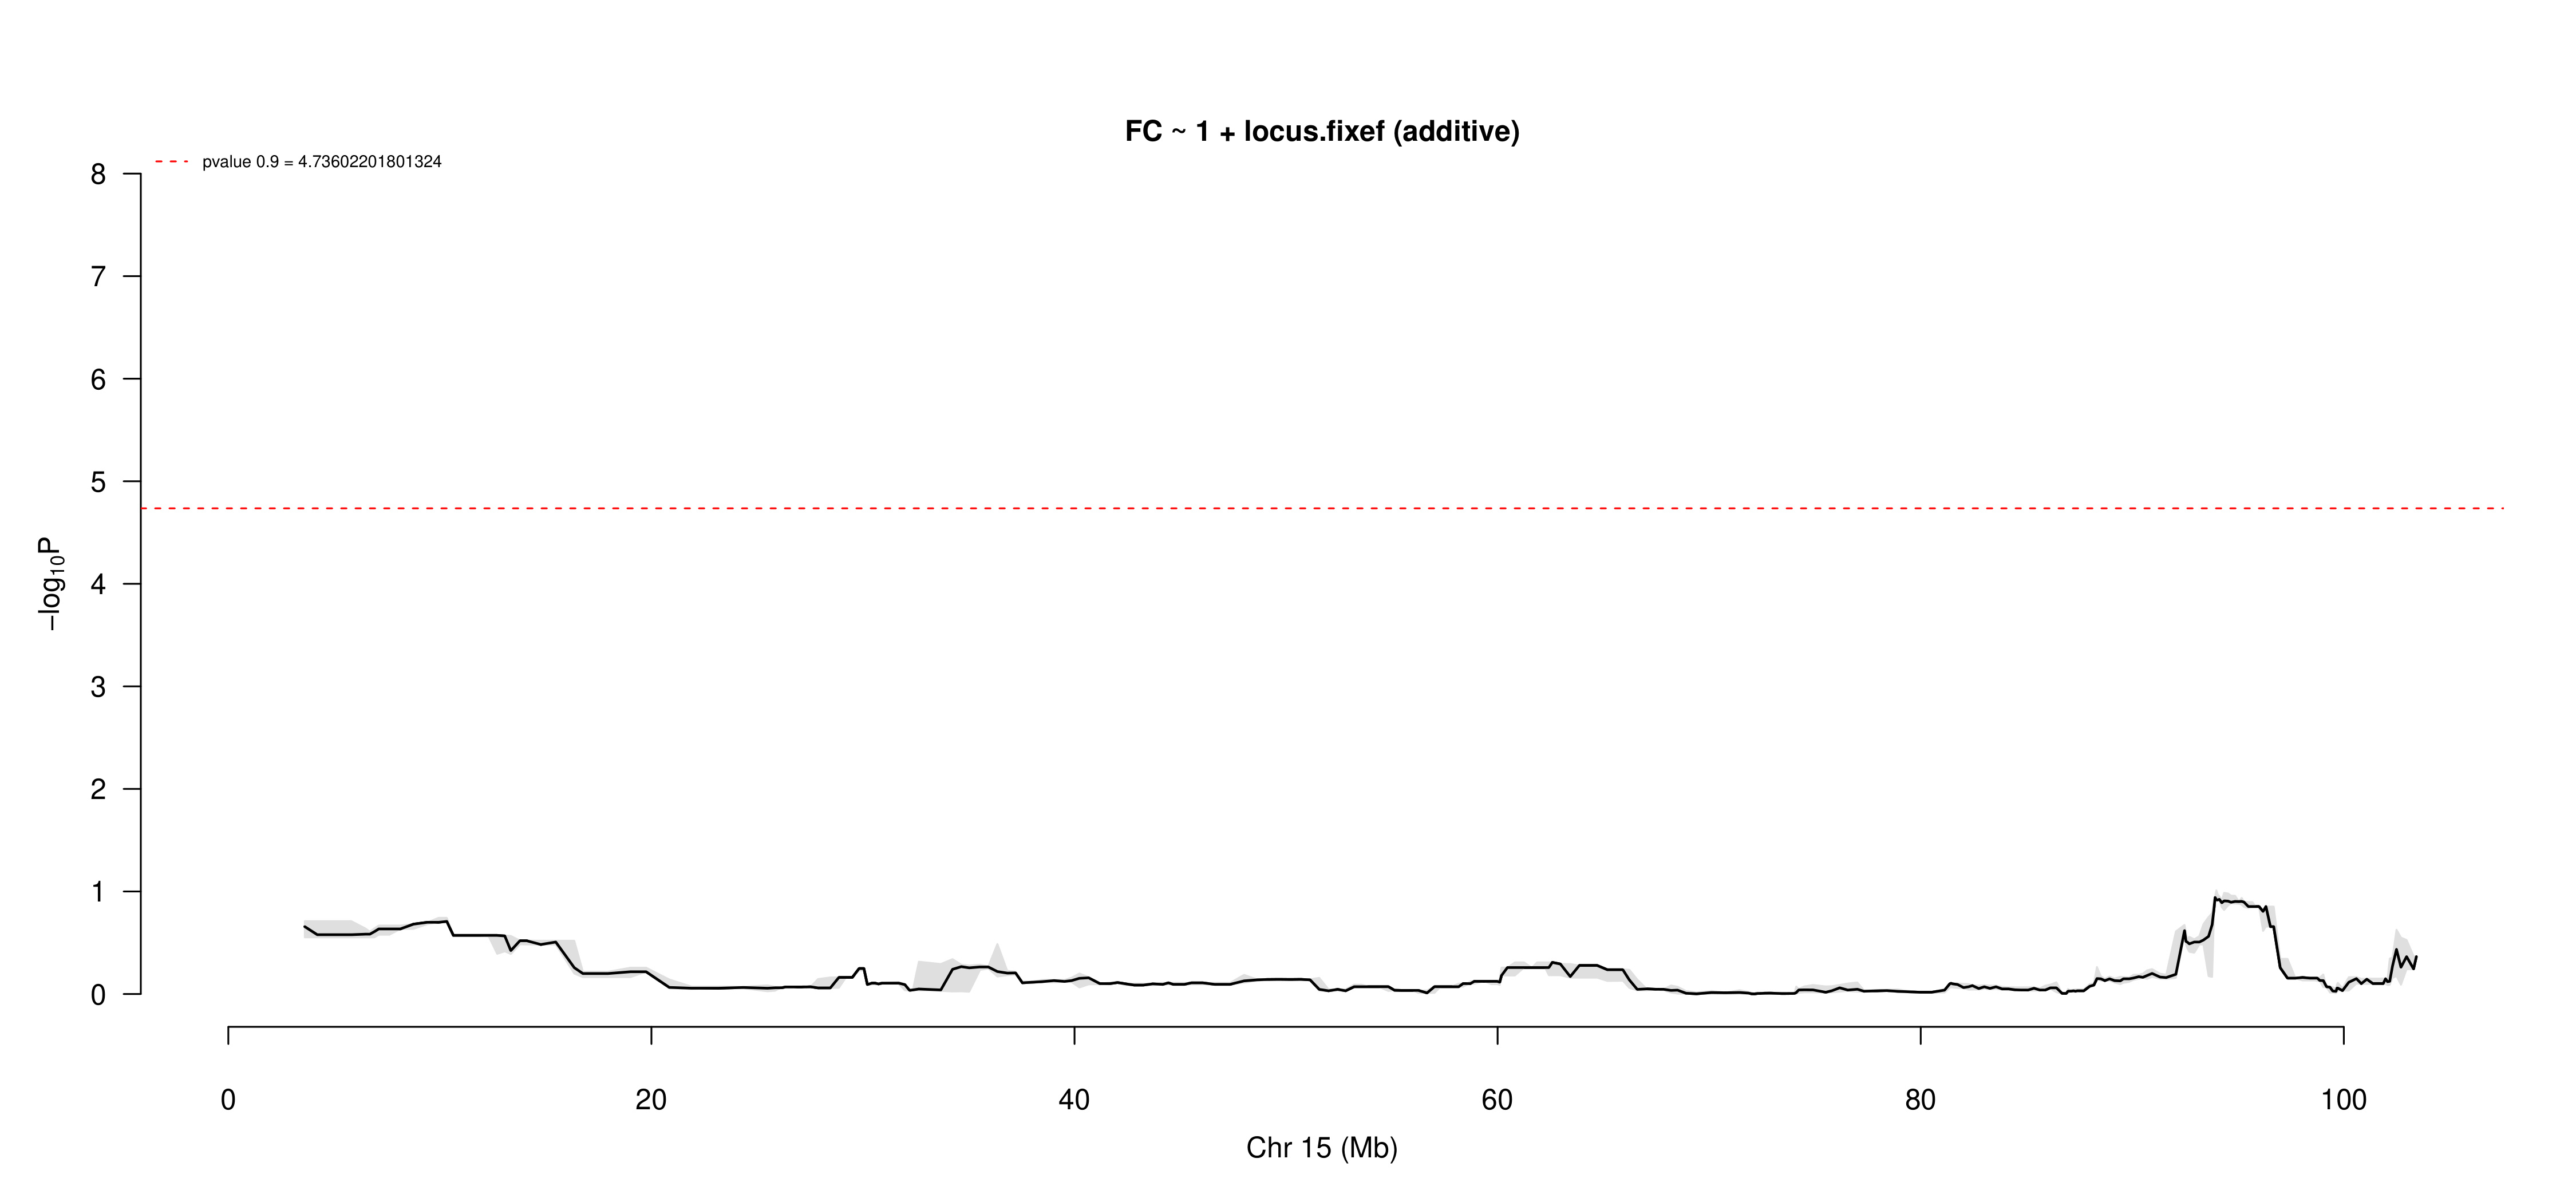 FC ~ 1 + locus.fixef (additive)
pvalue 0.9 = 4.73602201801324
8
7
6
5
4
3
2
1
0
−log10P
0 20 40 60 80 100
Chr 15 (Mb)